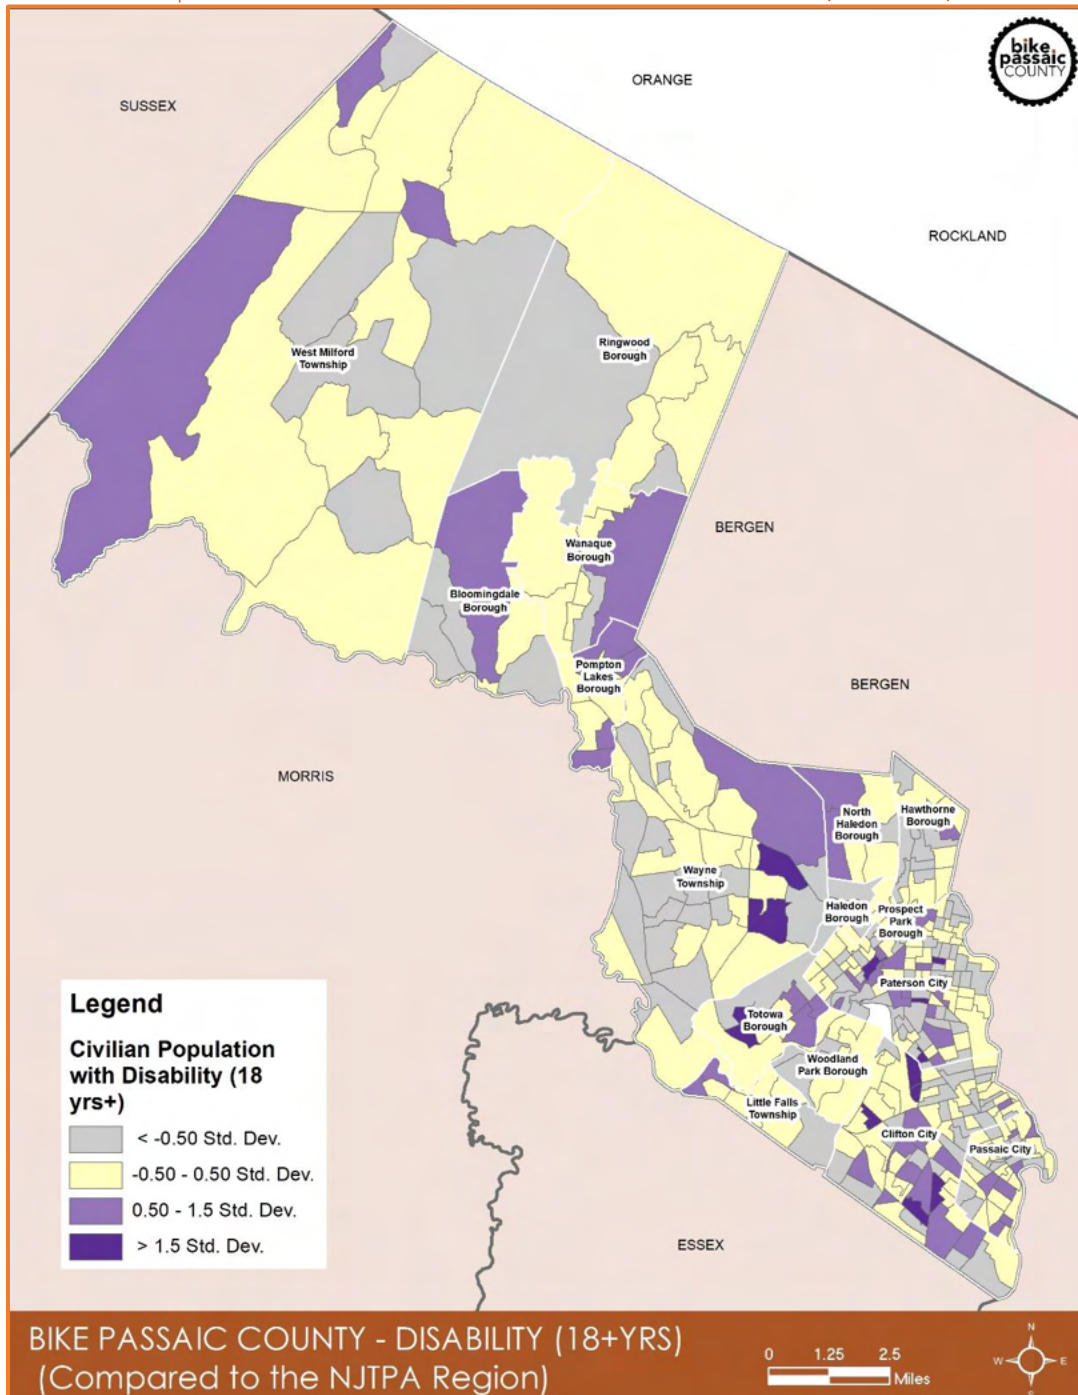 bike
passaic
COUNTY
ORANGE
SUSSEX
ROCKLAND
West Milford
Township
Ringwood
Borough
BERGEN
Wanaque
Borough
Bloomingdale
Borough
Pompton
Lakes
Borough
BERGEN
MORRIS
North
Haledon
Borough
Hawthorne
Borough
Wayne
Township
Haledon
Borough
Prospect
Park
Borough
Paterson City
Totowa
Borough
Woodland
Park Borough
Little Falls
Township
Clifton City
Passaic City
ESSEX
Legend
Civilian Population
with Disability (18
yrs+)
< -0.50 Std. Dev.
-0.50 - 0.50 Std. Dev.
0.50 - 1.5 Std. Dev.
> 1.5 Std. Dev.
BIKE PASSAIC COUNTY - DISABILITY (18+YRS)
(Compared to the NJTPA Region)
0 1.25 2.5
Miles
N
W E